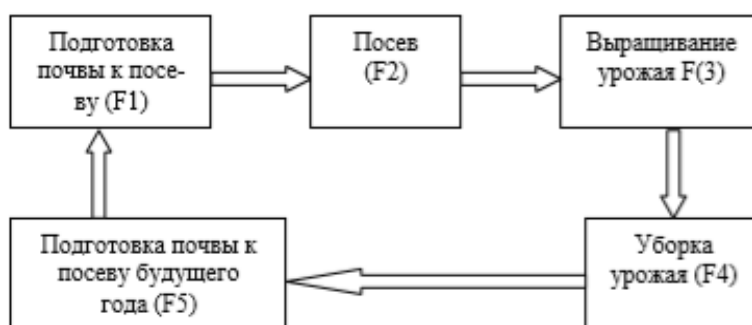 Подготовка
почвы к посе-
ву (F1)
Посев
(F2)
Выращивание
урожая F(3)
Уборка
урожая (F4)
Подготовка почвы к
посеву будущего
года (F5)